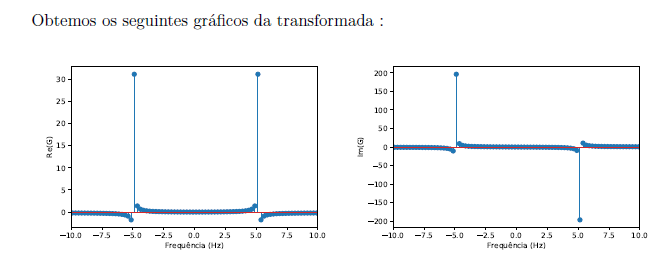 Obtemos os seguintes gráficos da transformada :
30
25
20
15
10
5
0
Re(G)
−10.0 −7.5 −5.0 −2.5 0.0 2.5 5.0 7.5 10.0
Frequência (Hz)
200
150
100
50
0
−50
−100
−150
−200
Im(G)
−10.0 −7.5 −5.0 −2.5 0.0 2.5 5.0 7.5 10.0
Frequência (Hz)